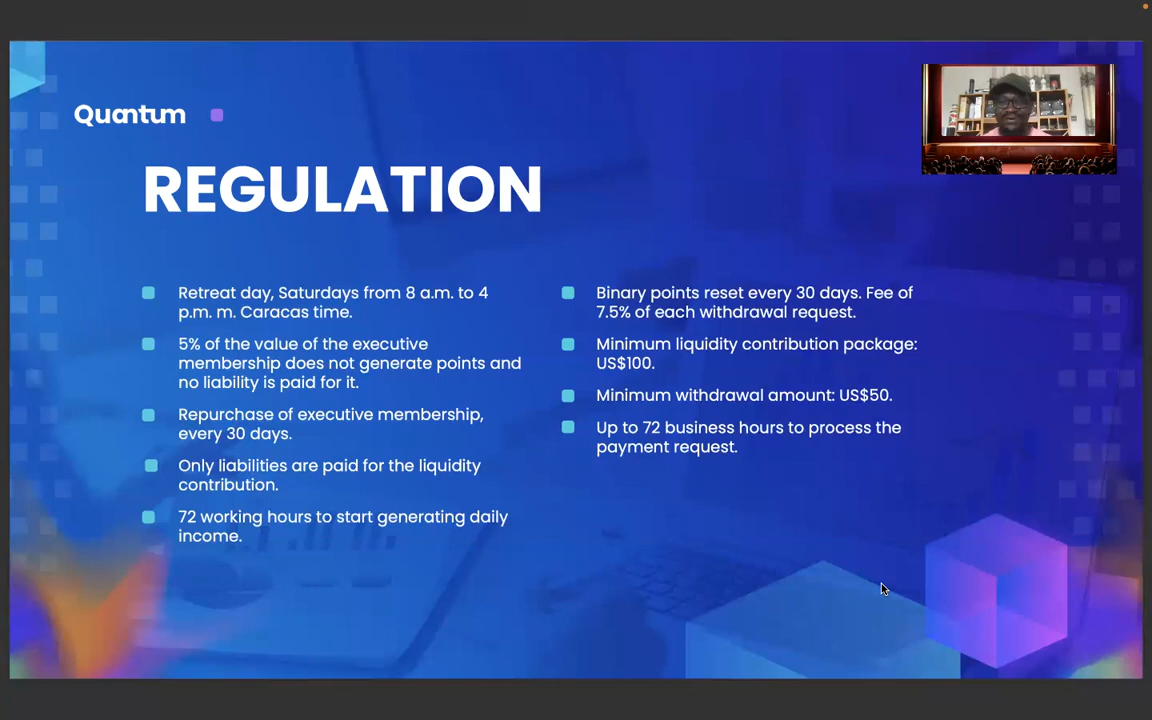 Quantum
REGULATION
Retreat day, Saturdays from 8 a.m. to 4
p.m. m. Caracas time.
5% of the value of the executive
membership does not generate points and
no liability is paid for it.
Repurchase of executive membership,
every 30 days.
Only liabilities are paid for the liquidity
contribution.
72 working hours to start generating daily
income.
Binary points reset every 30 days. Fee of
7.5% of each withdrawal request.
Minimum liquidity contribution package:
US$100.
Minimum withdrawal amount: US$50.
Up to 72 business hours to process the
payment request.